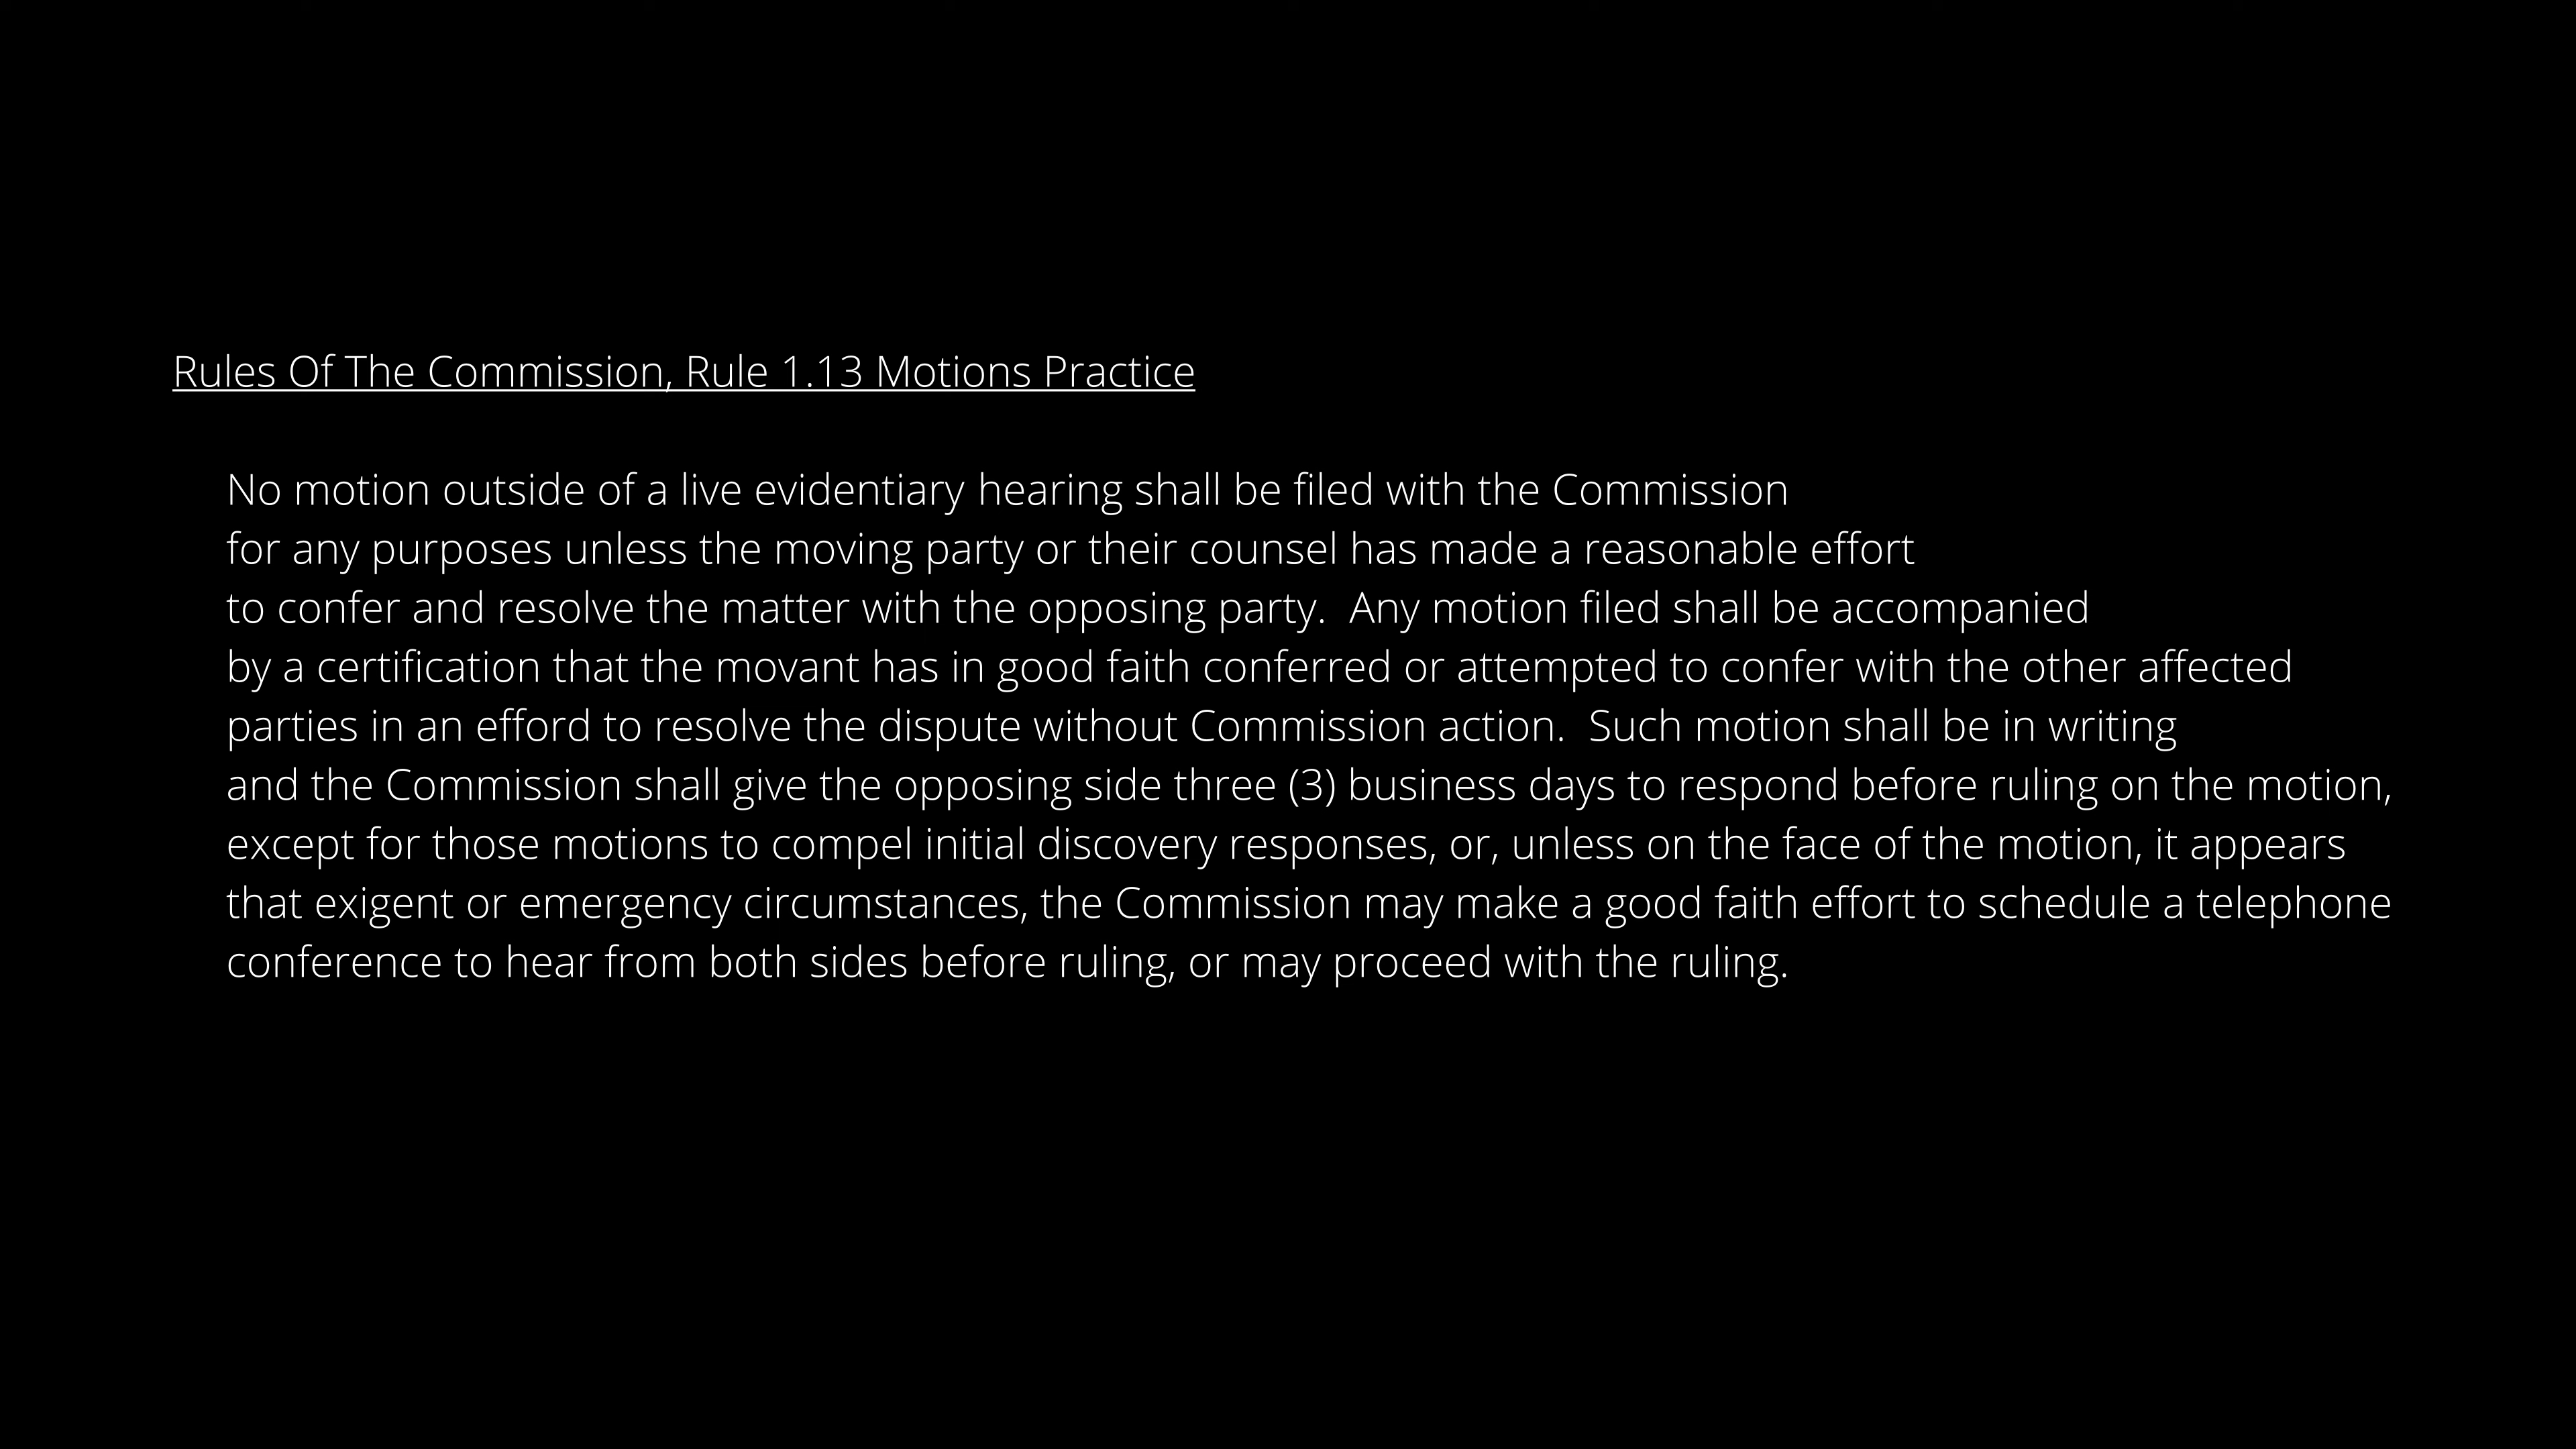 Rules Of The Commission, Rule 1.13 Motions Practice
No motion outside of a live evidentiary hearing shall be filed with the Commission
for any purposes unless the moving party or their counsel has made a reasonable effort
to confer and resolve the matter with the opposing party.  Any motion filed shall be accompanied
by a certification that the movant has in good faith conferred or attempted to confer with the other affected
parties in an efford to resolve the dispute without Commission action.  Such motion shall be in writing
and the Commission shall give the opposing side three (3) business days to respond before ruling on the motion,
except for those motions to compel initial discovery responses, or, unless on the face of the motion, it appears
that exigent or emergency circumstances, the Commission may make a good faith effort to schedule a telephone
conference to hear from both sides before ruling, or may proceed with the ruling.